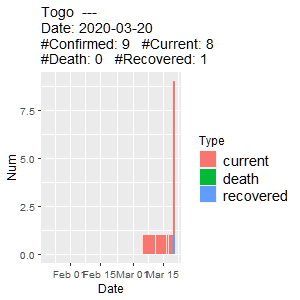 Togo  ---
Date: 2020-03-20
#Confirmed: 9   #Current: 8
#Death: 0   #Recovered: 1
Num
7.5
5.0
2.5
0.0
Feb 01 Feb 15 Mar 01 Mar 15
Date
Type
current
death
recovered